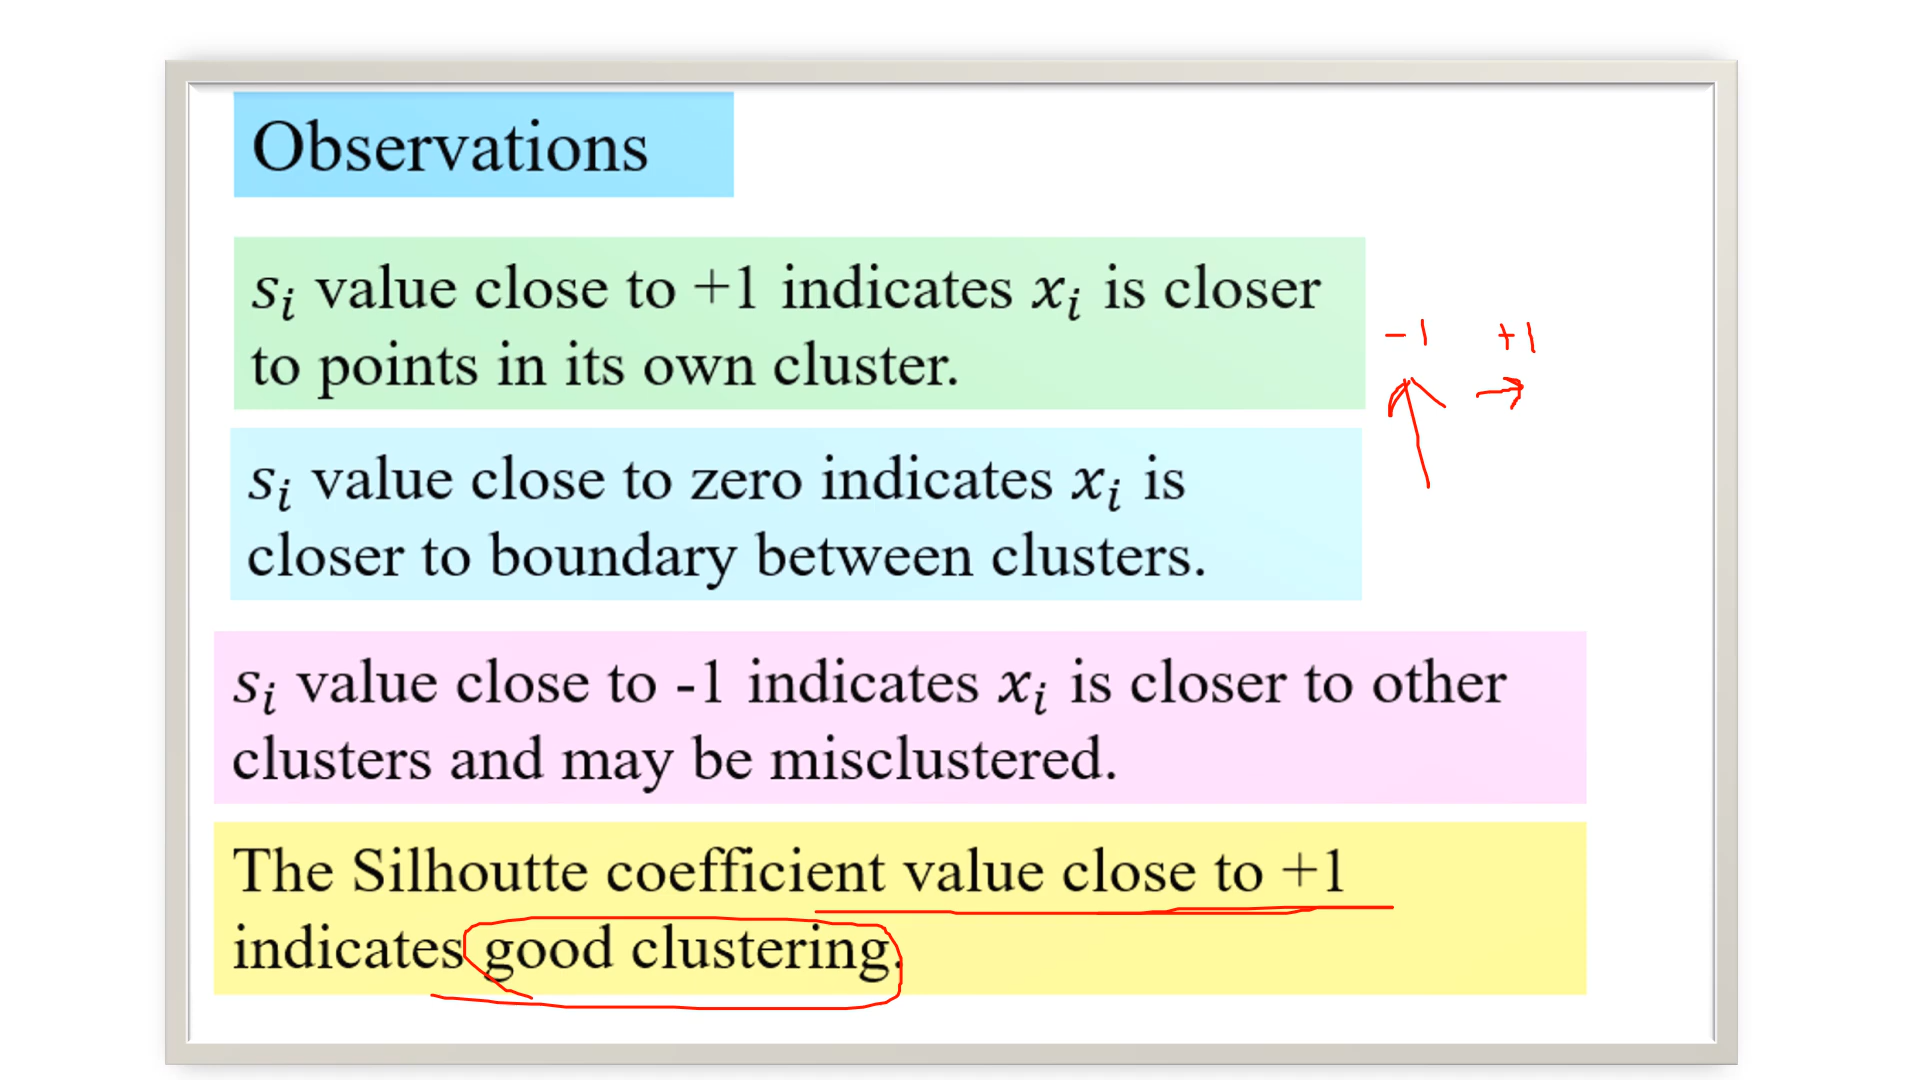 Observations
sᵢ value close to +1 indicates xᵢ is closer
to points in its own cluster.
-1 +1
sᵢ value close to zero indicates xᵢ is
closer to boundary between clusters.
sᵢ value close to -1 indicates xᵢ is closer to other
clusters and may be misclustered.
The Silhoutte coefficient value close to +1
indicates good clustering.